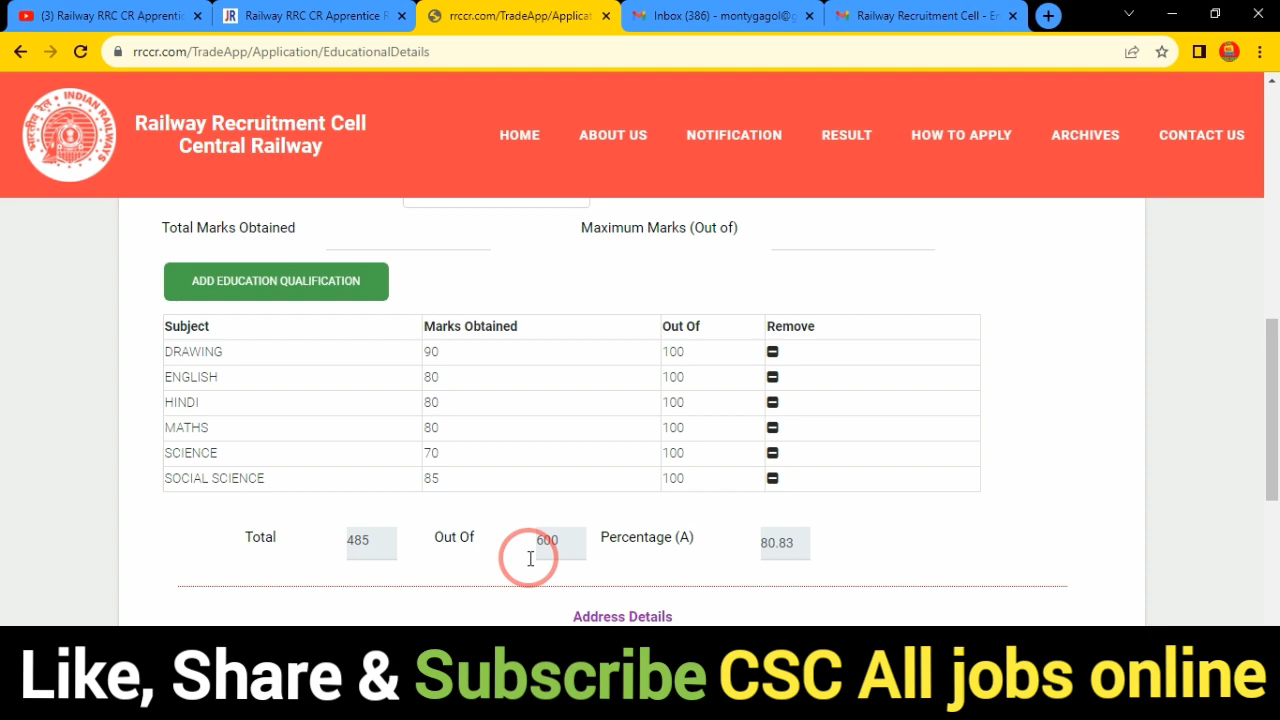 (3) Railway RRC CR Apprentic
Railway RRC CR Apprentice R
rrccr.com/TradeApp/Applicat
Inbox (386) - montygagol@g
Railway Recruitment Cell - En
rrccr.com/TradeApp/Application/EducationalDetails
Railway Recruitment Cell
Central Railway
HOME
ABOUT US
NOTIFICATION
RESULT
HOW TO APPLY
ARCHIVES
CONTACT US
Total Marks Obtained
Maximum Marks (Out of)
ADD EDUCATION QUALIFICATION
Subject Marks Obtained Out Of Remove
DRAWING 90 100
ENGLISH 80 100
HINDI 80 100
MATHS 80 100
SCIENCE 70 100
SOCIAL SCIENCE 85 100
Total 485 Out Of 600 Percentage (A) 80.83
Address Details
Like, Share & Subscribe CSC All jobs online